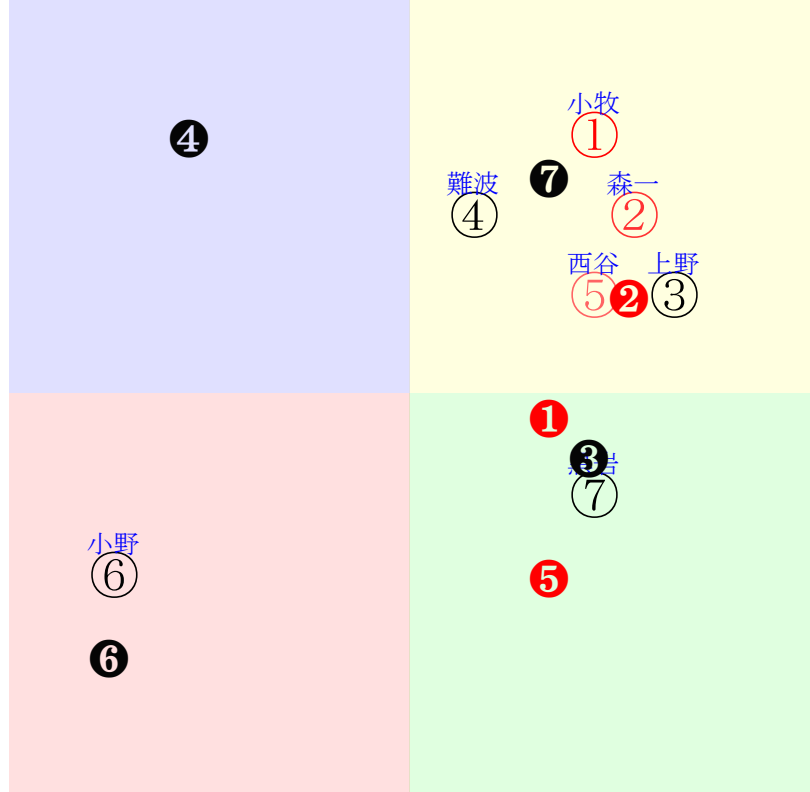 小牧
①
❹
❼
難波
④
森一
②
西谷
⑤
❷
上野
③
❶
❸
⑦
小野
⑥
❺
❻